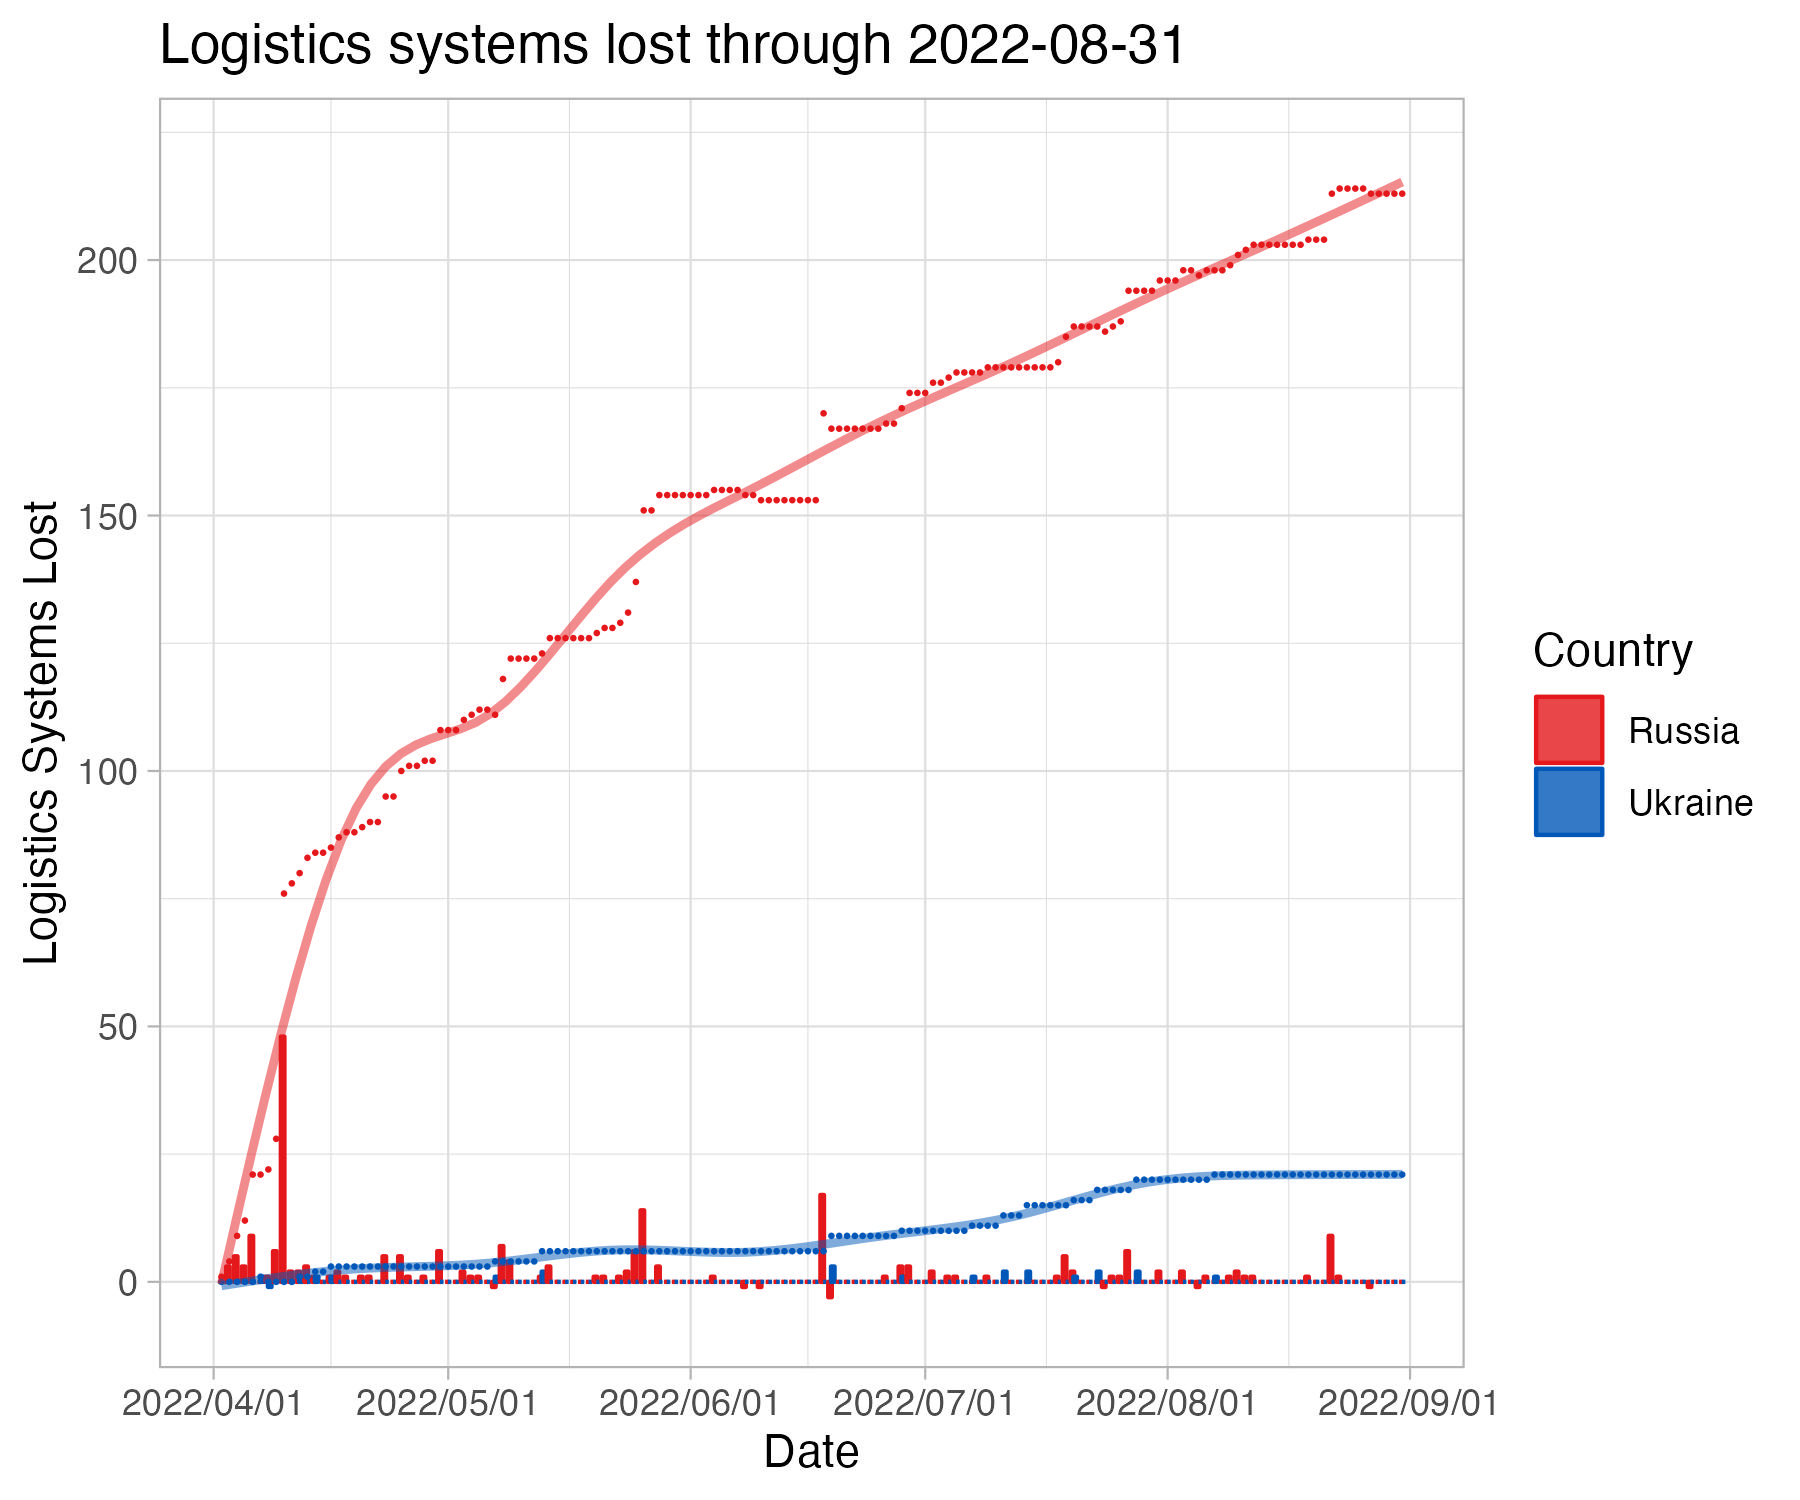 Logistics systems lost through 2022-08-31
Logistics Systems Lost
200
150
100
50
0
2022/04/01 2022/05/01 2022/06/01 2022/07/01 2022/08/01 2022/09/01
Date
Country
Russia
Ukraine